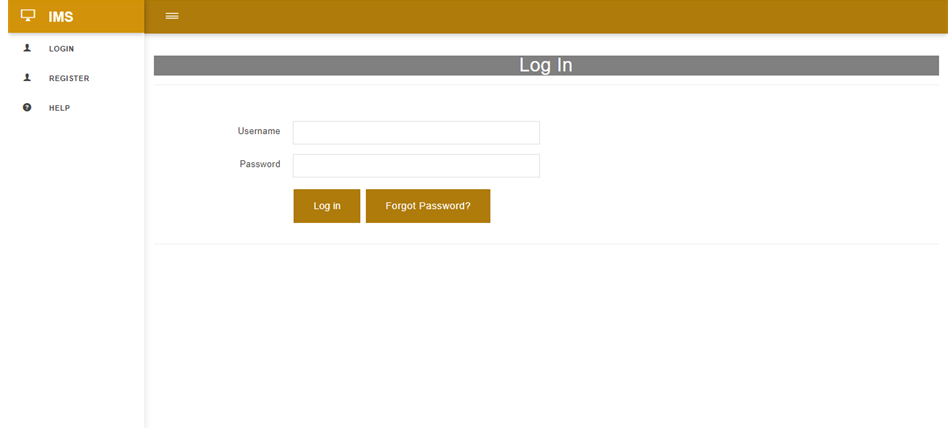 IMS
LOGIN
REGISTER
HELP
Log In
Username
Password
Log in Forgot Password?